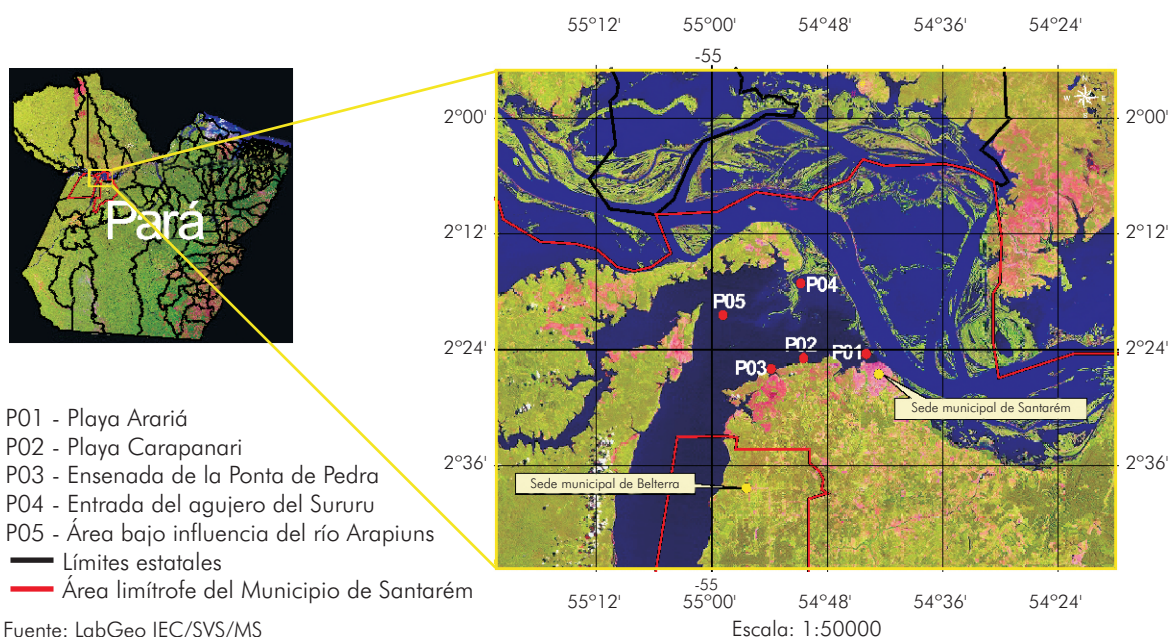 55°12' 55°00' 54°48' 54°36' 54°24'
-55
Pará
2°00' 2°00'
2°12' 2°12'
2°24' 2°24'
2°36' 2°36'
W E
P04
P05
P02
P01
P03
Sede municipal de Santarém
Sede municipal de Belterra
P01 - Playa Arariá
P02 - Playa Carapanari
P03 - Ensenada de la Ponta de Pedra
P04 - Entrada del agujero del Sururu
P05 - Área bajo influencia del río Arapiuns
Límites estatales
Área limítrofe del Municipio de Santarém
-55
55°12' 55°00' 54°48' 54°36' 54°24'
Fuente: LabGeo IEC/SVS/MS
Escala: 1:50000